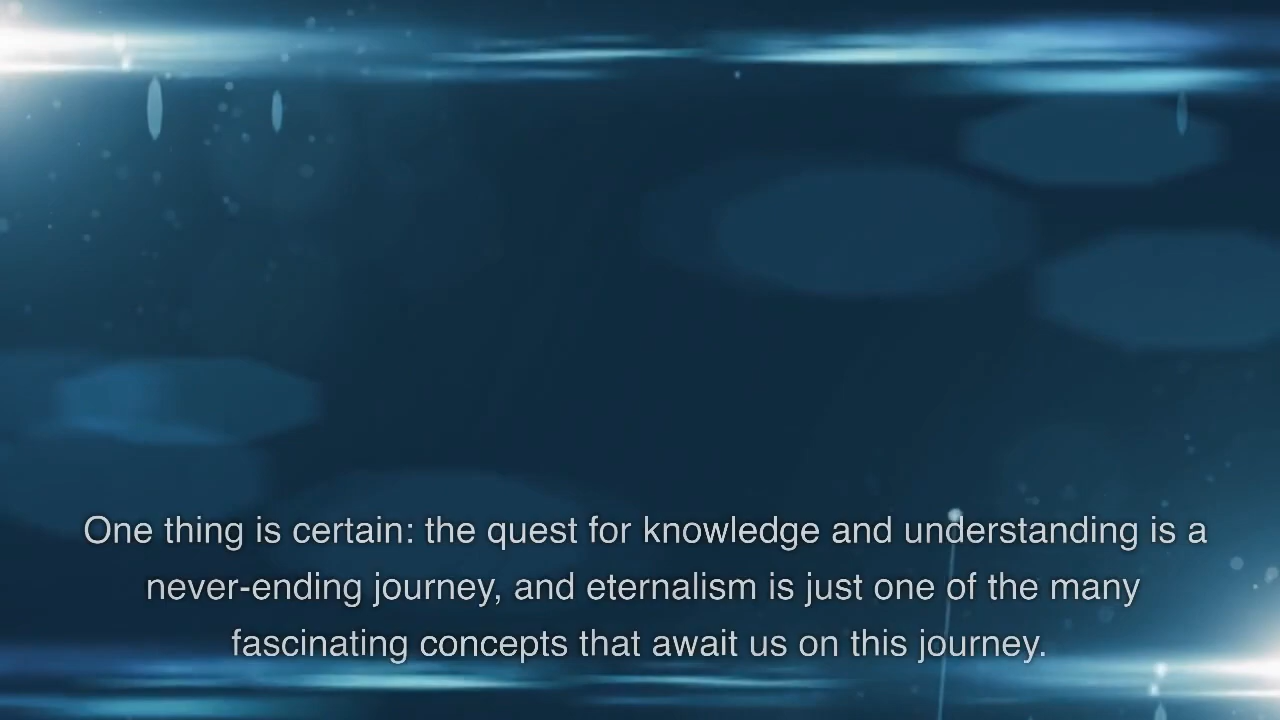 One thing is certain: the quest for knowledge and understanding is a
never-ending journey, and eternalism is just one of the many
fascinating concepts that await us on this journey.